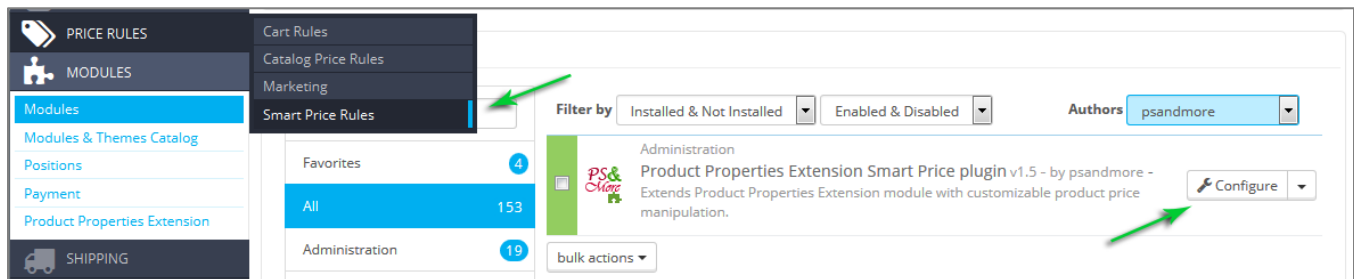 PRICE RULES
MODULES
Modules
Modules & Themes Catalog
Positions
Payment
Product Properties Extension
SHIPPING
Cart Rules
Catalog Price Rules
Marketing
Smart Price Rules
Favorites 4
All 153
Administration 19
Filter by Installed & Not Installed Enabled & Disabled Authors psandmore
PS&
More
Administration
Product Properties Extension Smart Price plugin v1.5 - by psandmore -
Extends Product Properties Extension module with customizable product price
manipulation.
Configure
bulk actions